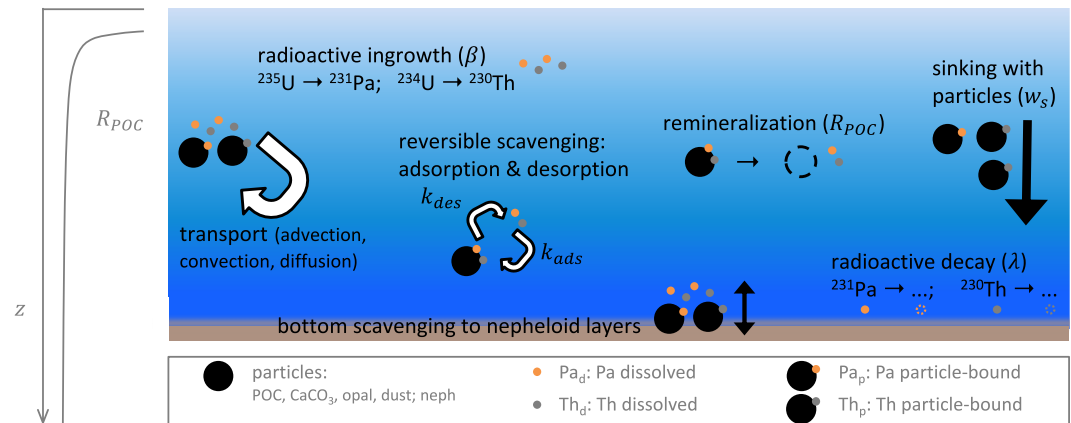 radioactive ingrowth (β)
²³⁵U → ²³¹Pa; ²³⁴U → ²³⁰Th
sinking with
particles (w_s)
R_POC
remineralization (R_POC)
reversible scavenging:
adsorption & desorption
k_des
k_ads
transport (advection,
convection, diffusion)
radioactive decay (λ)
²³¹Pa → ...; ²³⁰Th → ...
z
bottom scavenging to nepheloid layers
particles:
POC, CaCO₃, opal, dust; neph
Pa_d: Pa dissolved
Th_d: Th dissolved
Pa_p: Pa particle-bound
Th_p: Th particle-bound